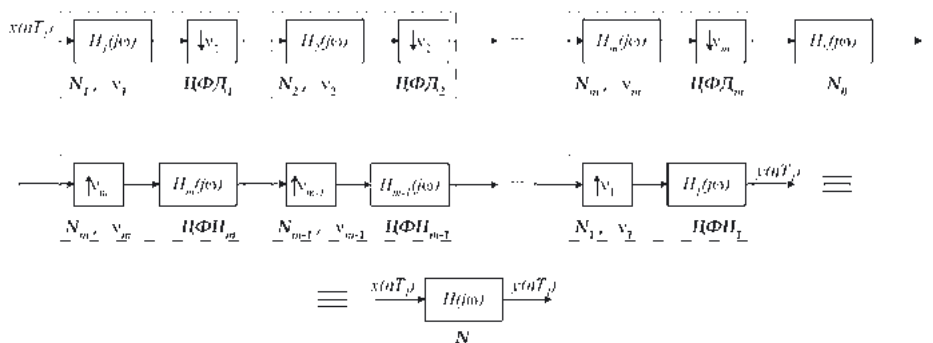 x(nT₁) H₁(jω) ↓ν₁ H₂(jω) ↓ν₂ ... Hₘ(jω) ↓νₘ H₀(jω)
N₁, ν₁ ЦФД₁ N₂, ν₂ ЦФД₂ Nₘ, νₘ ЦФДₘ N₀
↑νₘ Hₘ(jω) ↑νₘ₋₁ Hₘ₋₁(jω) ... ↑ν₁ H₁(jω) y(nT₁) ≡
Nₘ, νₘ ЦФИₘ Nₘ₋₁, νₘ₋₁ ЦФИₘ₋₁ N₁, ν₁ ЦФИ₁
≡ x(nT₁) H(jω) y(nT₁)
N